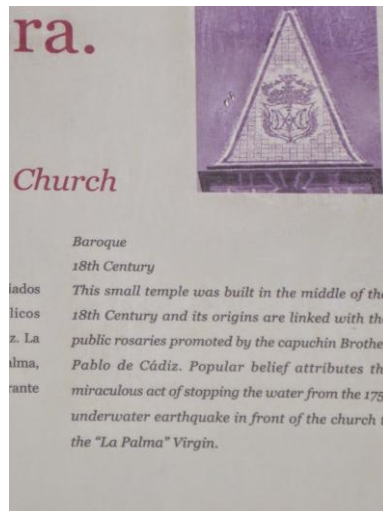 ra.
Church
Baroque
18th Century
iados
This small temple was built in the middle of the
licos
18th Century and its origins are linked with the
z. La
public rosaries promoted by the capuchin Brothe
lma,
Pablo de Cádiz. Popular belief attributes th
rante
miraculous act of stopping the water from the 175
underwater earthquake in front of the church t
the “La Palma” Virgin.